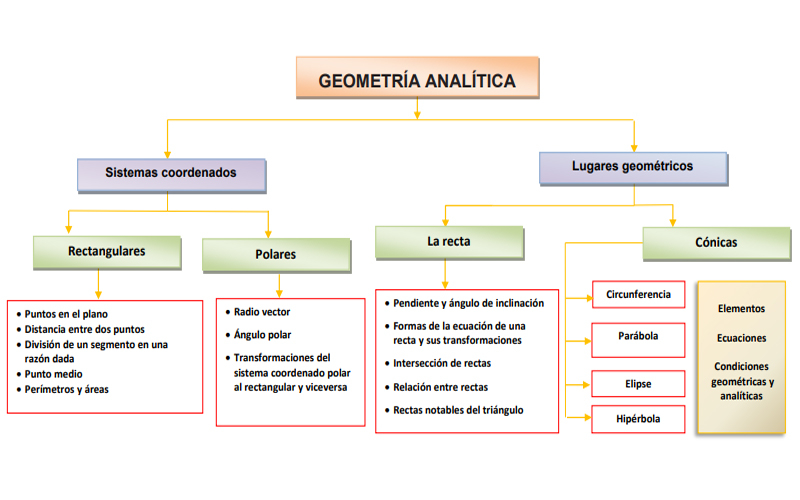 GEOMETRÍA ANALÍTICA
Sistemas coordenados
Lugares geométricos
Rectangulares
Polares
La recta
Cónicas
• Puntos en el plano
• Distancia entre dos puntos
• División de un segmento en una
razón dada
• Punto medio
• Perímetros y áreas
• Radio vector
• Ángulo polar
• Transformaciones del
sistema coordenado polar
al rectangular y viceversa
• Pendiente y ángulo de inclinación
• Formas de la ecuación de una
recta y sus transformaciones
• Intersección de rectas
• Relación entre rectas
• Rectas notables del triángulo
Circunferencia
Parábola
Elipse
Hipérbola
Elementos
Ecuaciones
Condiciones
geométricas y
analíticas